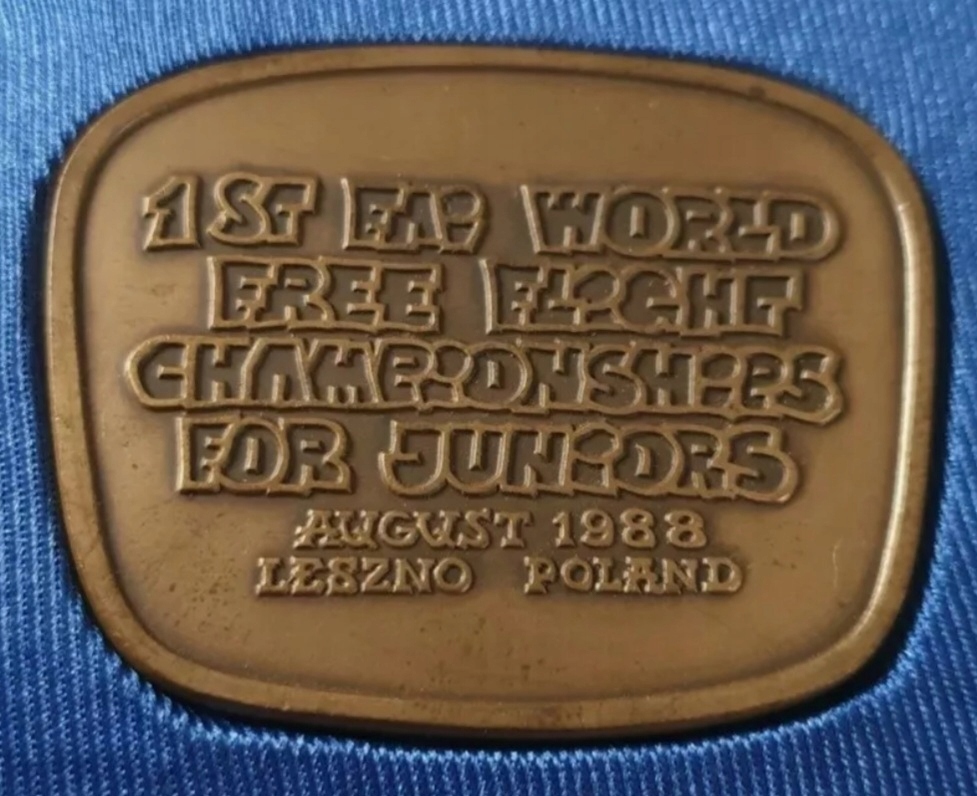 1ST FAi WORLD
FREE FLiGHT
CHAMPiONSHiPS
FOR JUNiORS
AUGUST 1988
LESZNO POLAND